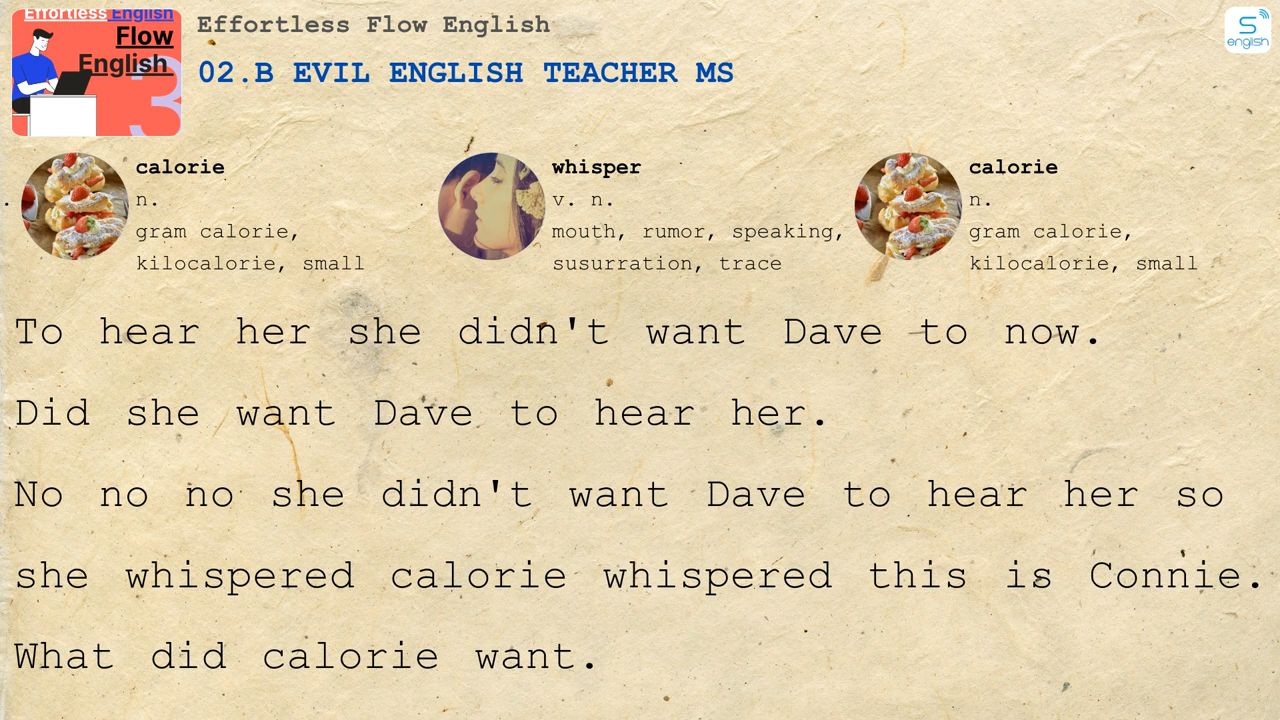 Effortless English
Flow
English
3
Effortless Flow English
02.B EVIL ENGLISH TEACHER MS
S
english
calorie
n.
gram calorie,
kilocalorie, small
whisper
v. n.
mouth, rumor, speaking,
susurration, trace
calorie
n.
gram calorie,
kilocalorie, small
To hear her she didn't want Dave to now.
Did she want Dave to hear her.
No no no she didn't want Dave to hear her so
she whispered calorie whispered this is Connie.
What did calorie want.